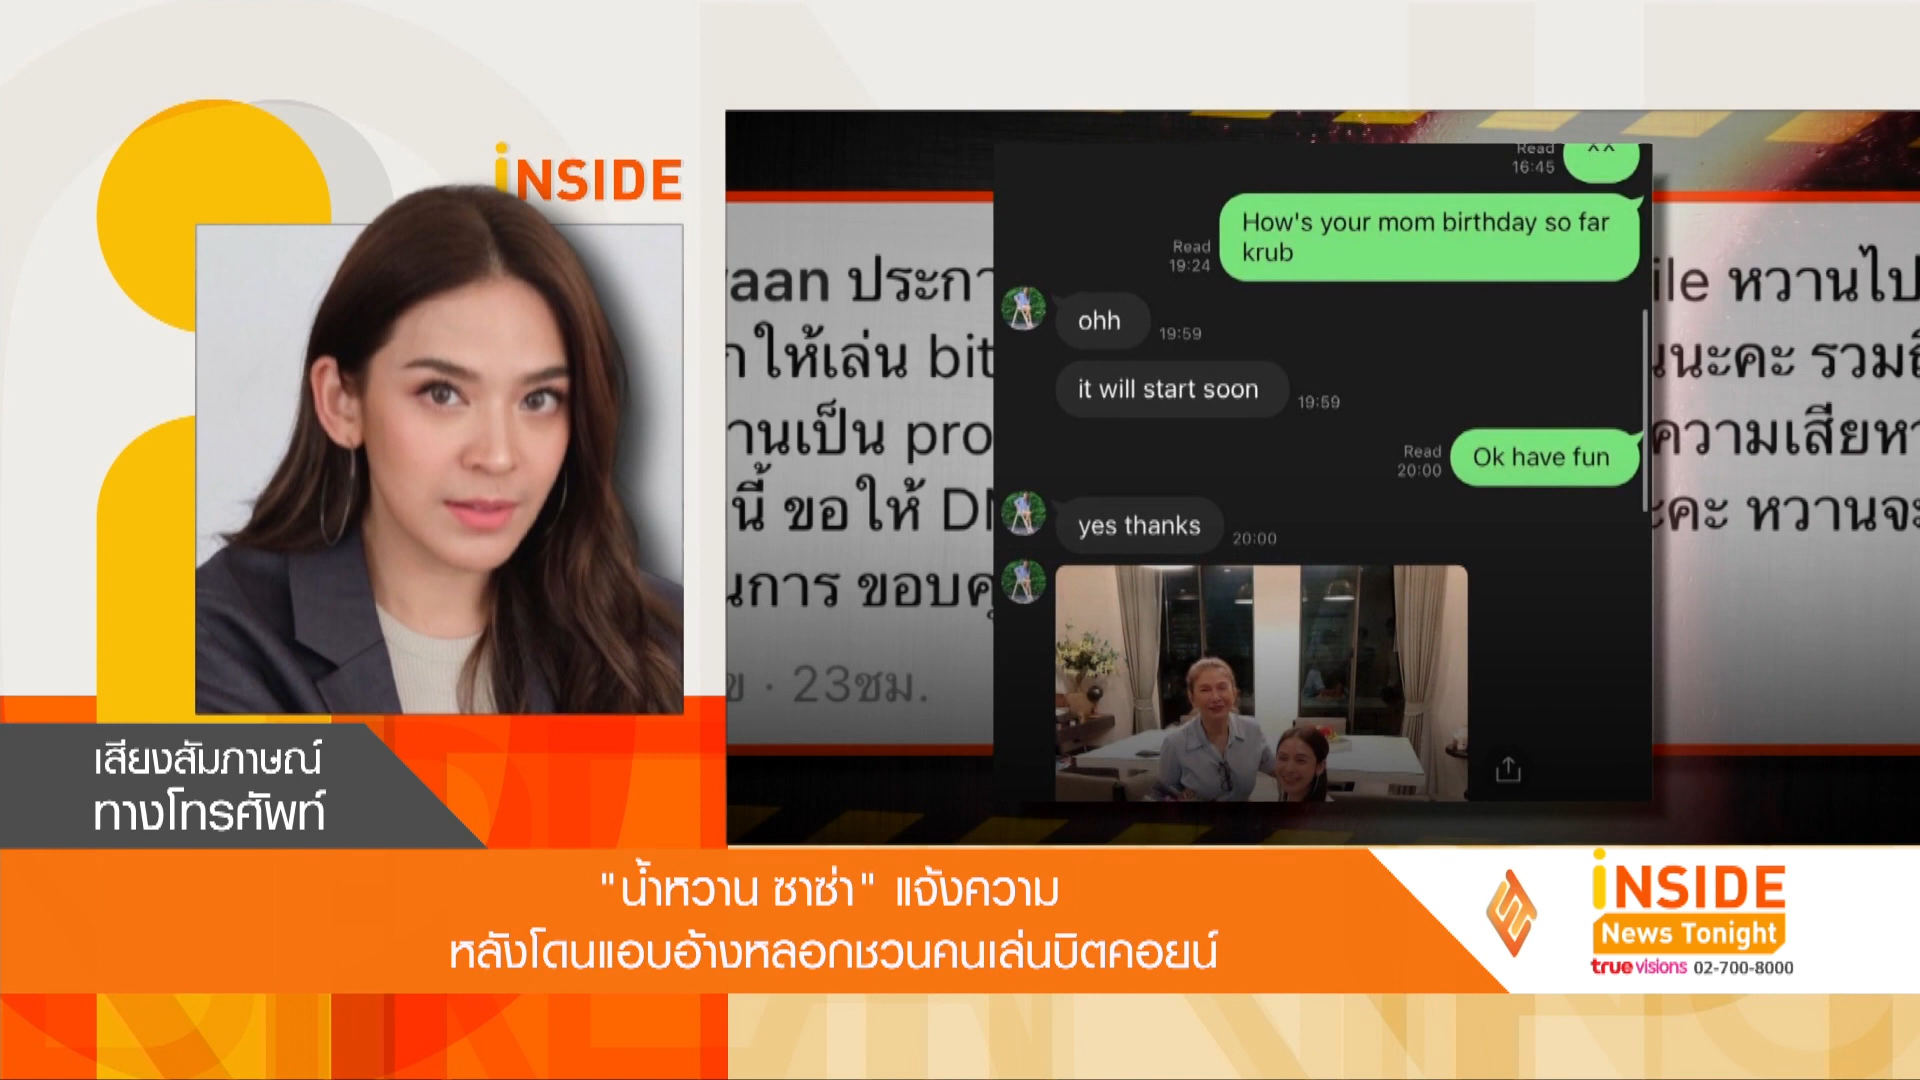 iNSIDE
เสียงสัมภาษณ์
ทางโทรศัพท์
Read
16:45
How's your mom birthday so far
krub
Read
19:24
ohh
19:59
it will start soon
19:59
Read
20:00
Ok have fun
yes thanks
20:00
ประกา
ให้เล่น bit
านเป็น pro
นี้ ขอให้
นการ ขอบค
· 23ชม.
หวานไป
นะคะ รวมถึ
ความเสียหา
ะคะ หวานจะ
"น้ำหวาน ซาซ่า" แจ้งความ
หลังโดนแอบอ้างหลอกชวนคนเล่นบิตคอยน์
iNSIDE
News Tonight
truevisions 02-700-8000